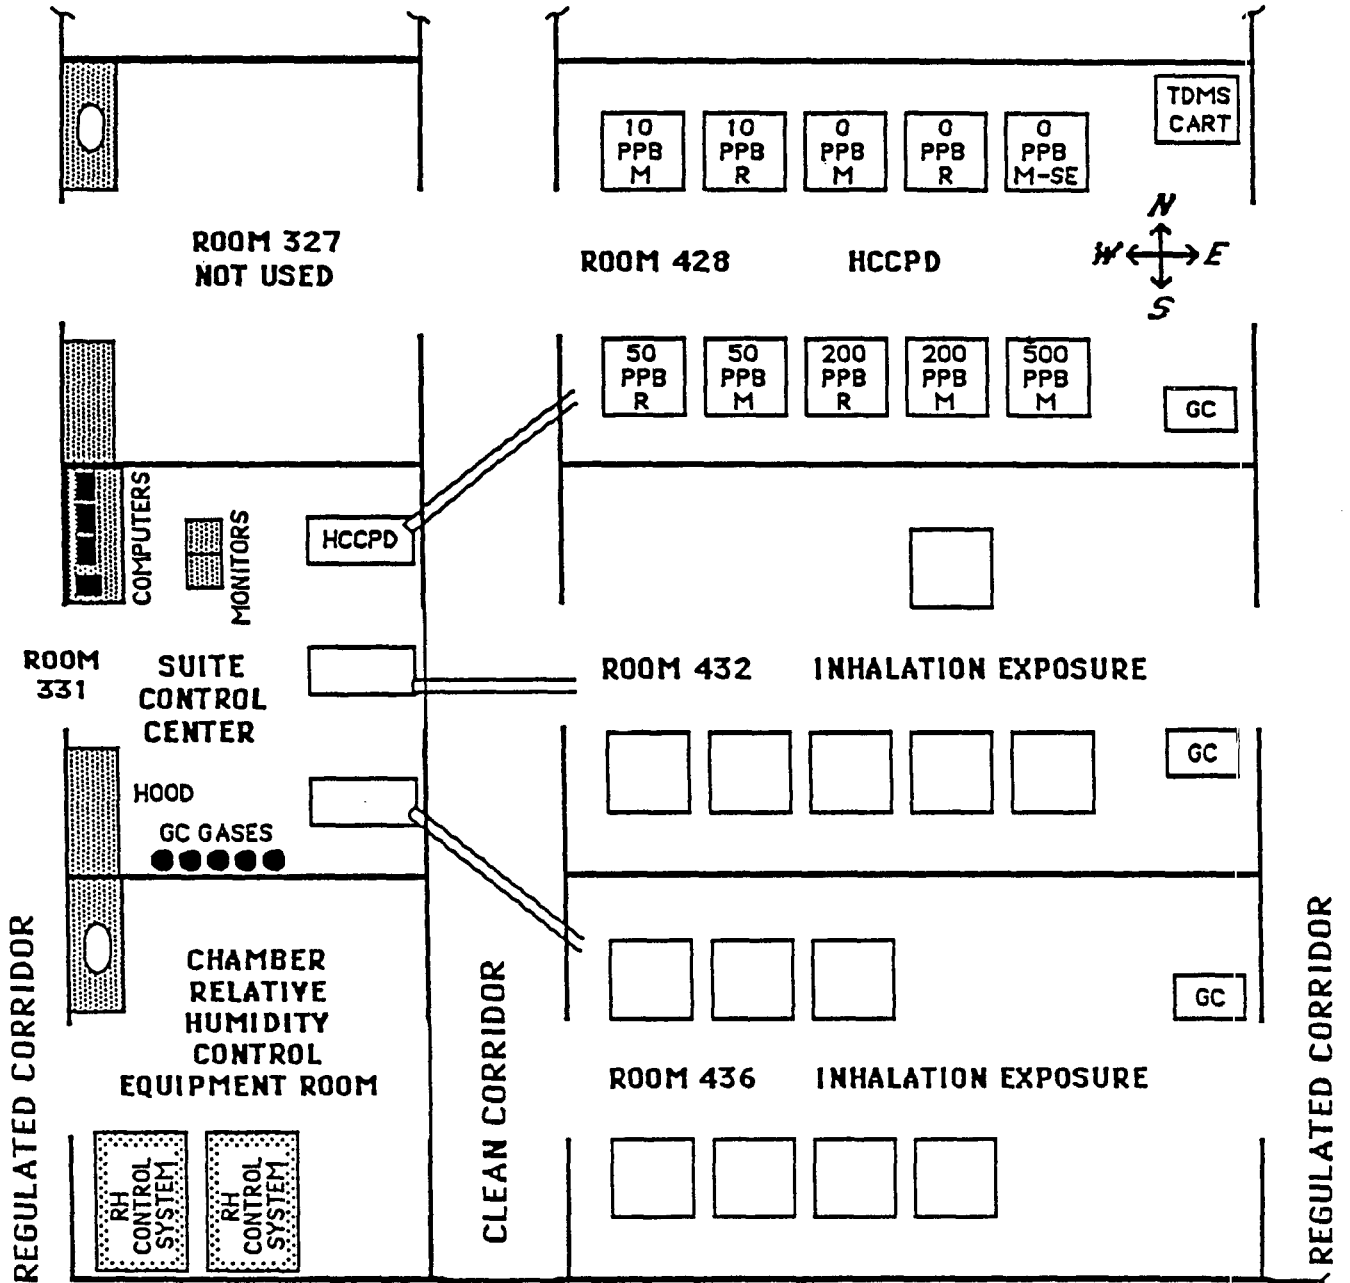 TDMS
CART
10
PPB
M
10
PPB
R
0
PPB
M
0
PPB
R
0
PPB
M-SE
N
W
E
S
ROOM 327
NOT USED
ROOM 428
HCCPD
50
PPB
R
50
PPB
M
200
PPB
R
200
PPB
M
500
PPB
M
GC
COMPUTERS
MONITORS
HCCPD
ROOM
331
SUITE
CONTROL
CENTER
ROOM 432
INHALATION EXPOSURE
GC
HOOD
GC GASES
CHAMBER
RELATIVE
HUMIDITY
CONTROL
EQUIPMENT ROOM
GC
ROOM 436
INHALATION EXPOSURE
RH
CONTROL
SYSTEM
RH
CONTROL
SYSTEM
REGULATED CORRIDOR
CLEAN CORRIDOR
REGULATED CORRIDOR